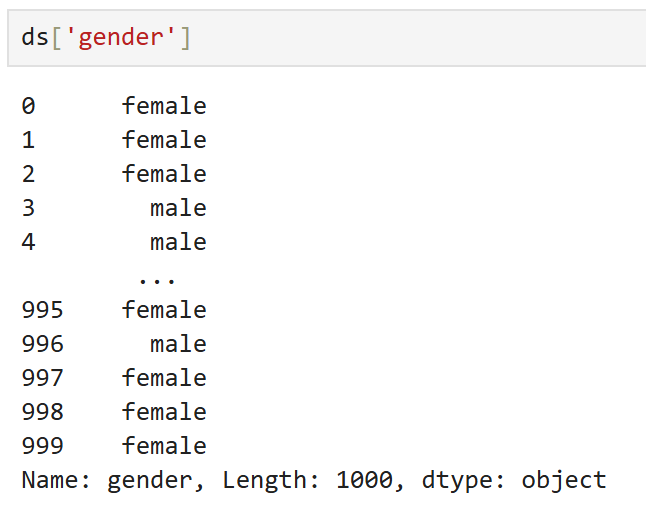 ds['gender']
0      female
1      female
2      female
3        male
4        male
        ...
995    female
996      male
997    female
998    female
999    female
Name: gender, Length: 1000, dtype: object